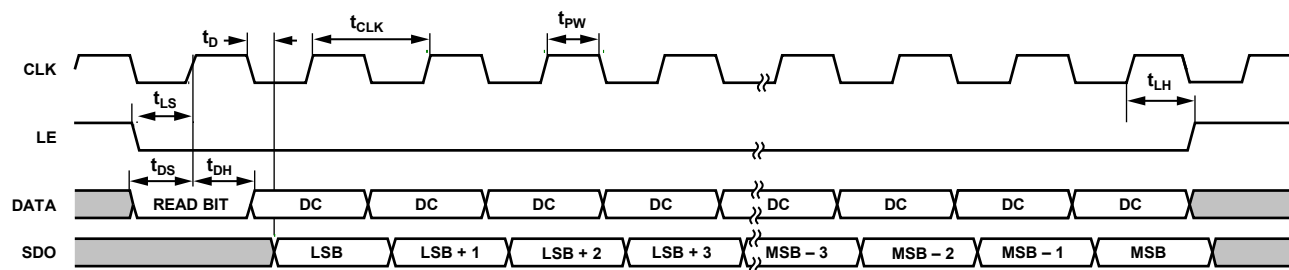 tD
tCLK
tPW
CLK
tLS
tLH
LE
tDS
tDH
DATA READ BIT DC DC DC DC DC DC DC DC
SDO LSB LSB + 1 LSB + 2 LSB + 3 MSB – 3 MSB – 2 MSB – 1 MSB